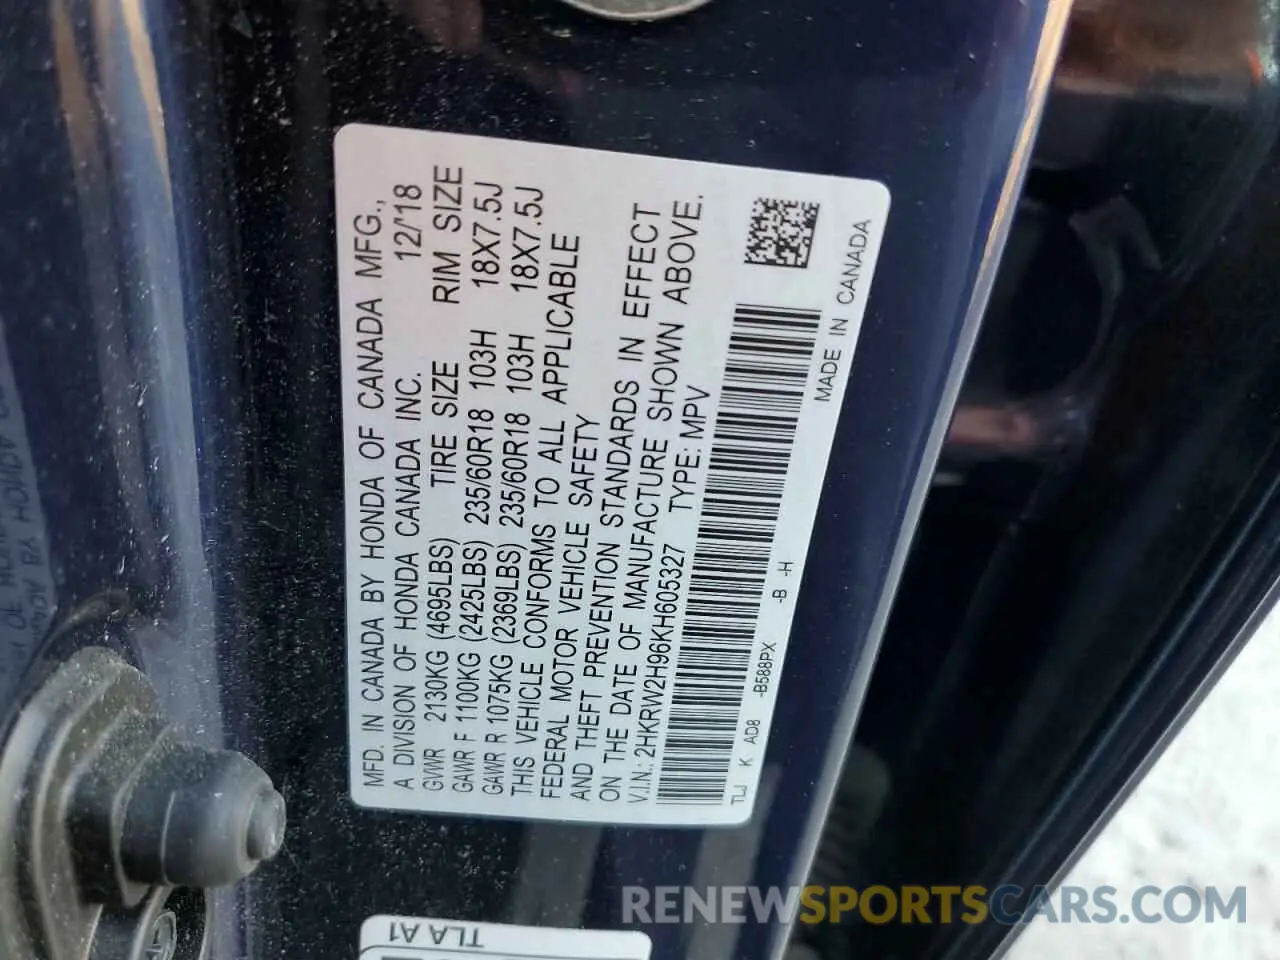 MFD. IN CANADA BY HONDA OF CANADA MFG.,
A DIVISION OF HONDA CANADA INC. 12/'18
GVWR 2130KG (4695LBS) TIRE SIZE RIM SIZE
GAWR F 1100KG (2425LBS) 235/60R18 103H 18X7.5J
GAWR R 1075KG (2369LBS) 235/60R18 103H 18X7.5J
THIS VEHICLE CONFORMS TO ALL APPLICABLE
FEDERAL MOTOR VEHICLE SAFETY
AND THEFT PREVENTION STANDARDS IN EFFECT
ON THE DATE OF MANUFACTURE SHOWN ABOVE.
V.I.N.: 2HKRW2H96KH605327 TYPE: MPV
TLJ K AD8 -B588PX -B -H MADE IN CANADA
TLA A1
RENEWSPORTSCARS.COM